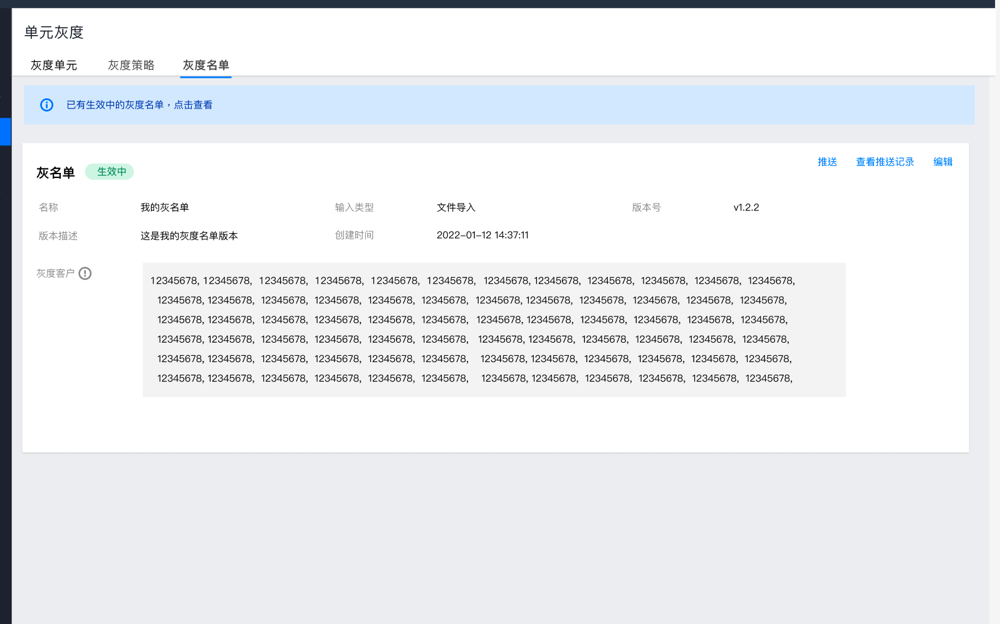 单元灰度
灰度单元 灰度策略 灰度名单
已有生效中的灰度名单，点击查看
灰名单 生效中 推送 查看推送记录 编辑
名称 我的灰名单 输入类型 文件导入 版本号 v1.2.2
版本描述 这是我的灰度名单版本 创建时间 2022-01-12 14:37:11
灰度客户
12345678, 12345678, 12345678, 12345678, 12345678, 12345678, 12345678, 12345678, 12345678, 12345678, 12345678, 12345678,
12345678, 12345678, 12345678, 12345678, 12345678, 12345678, 12345678, 12345678, 12345678, 12345678, 12345678, 12345678,
12345678, 12345678, 12345678, 12345678, 12345678, 12345678, 12345678, 12345678, 12345678, 12345678, 12345678, 12345678,
12345678, 12345678, 12345678, 12345678, 12345678, 12345678, 12345678, 12345678, 12345678, 12345678, 12345678, 12345678,
12345678, 12345678, 12345678, 12345678, 12345678, 12345678, 12345678, 12345678, 12345678, 12345678, 12345678, 12345678,
12345678, 12345678, 12345678, 12345678, 12345678, 12345678, 12345678, 12345678, 12345678, 12345678, 12345678, 12345678,